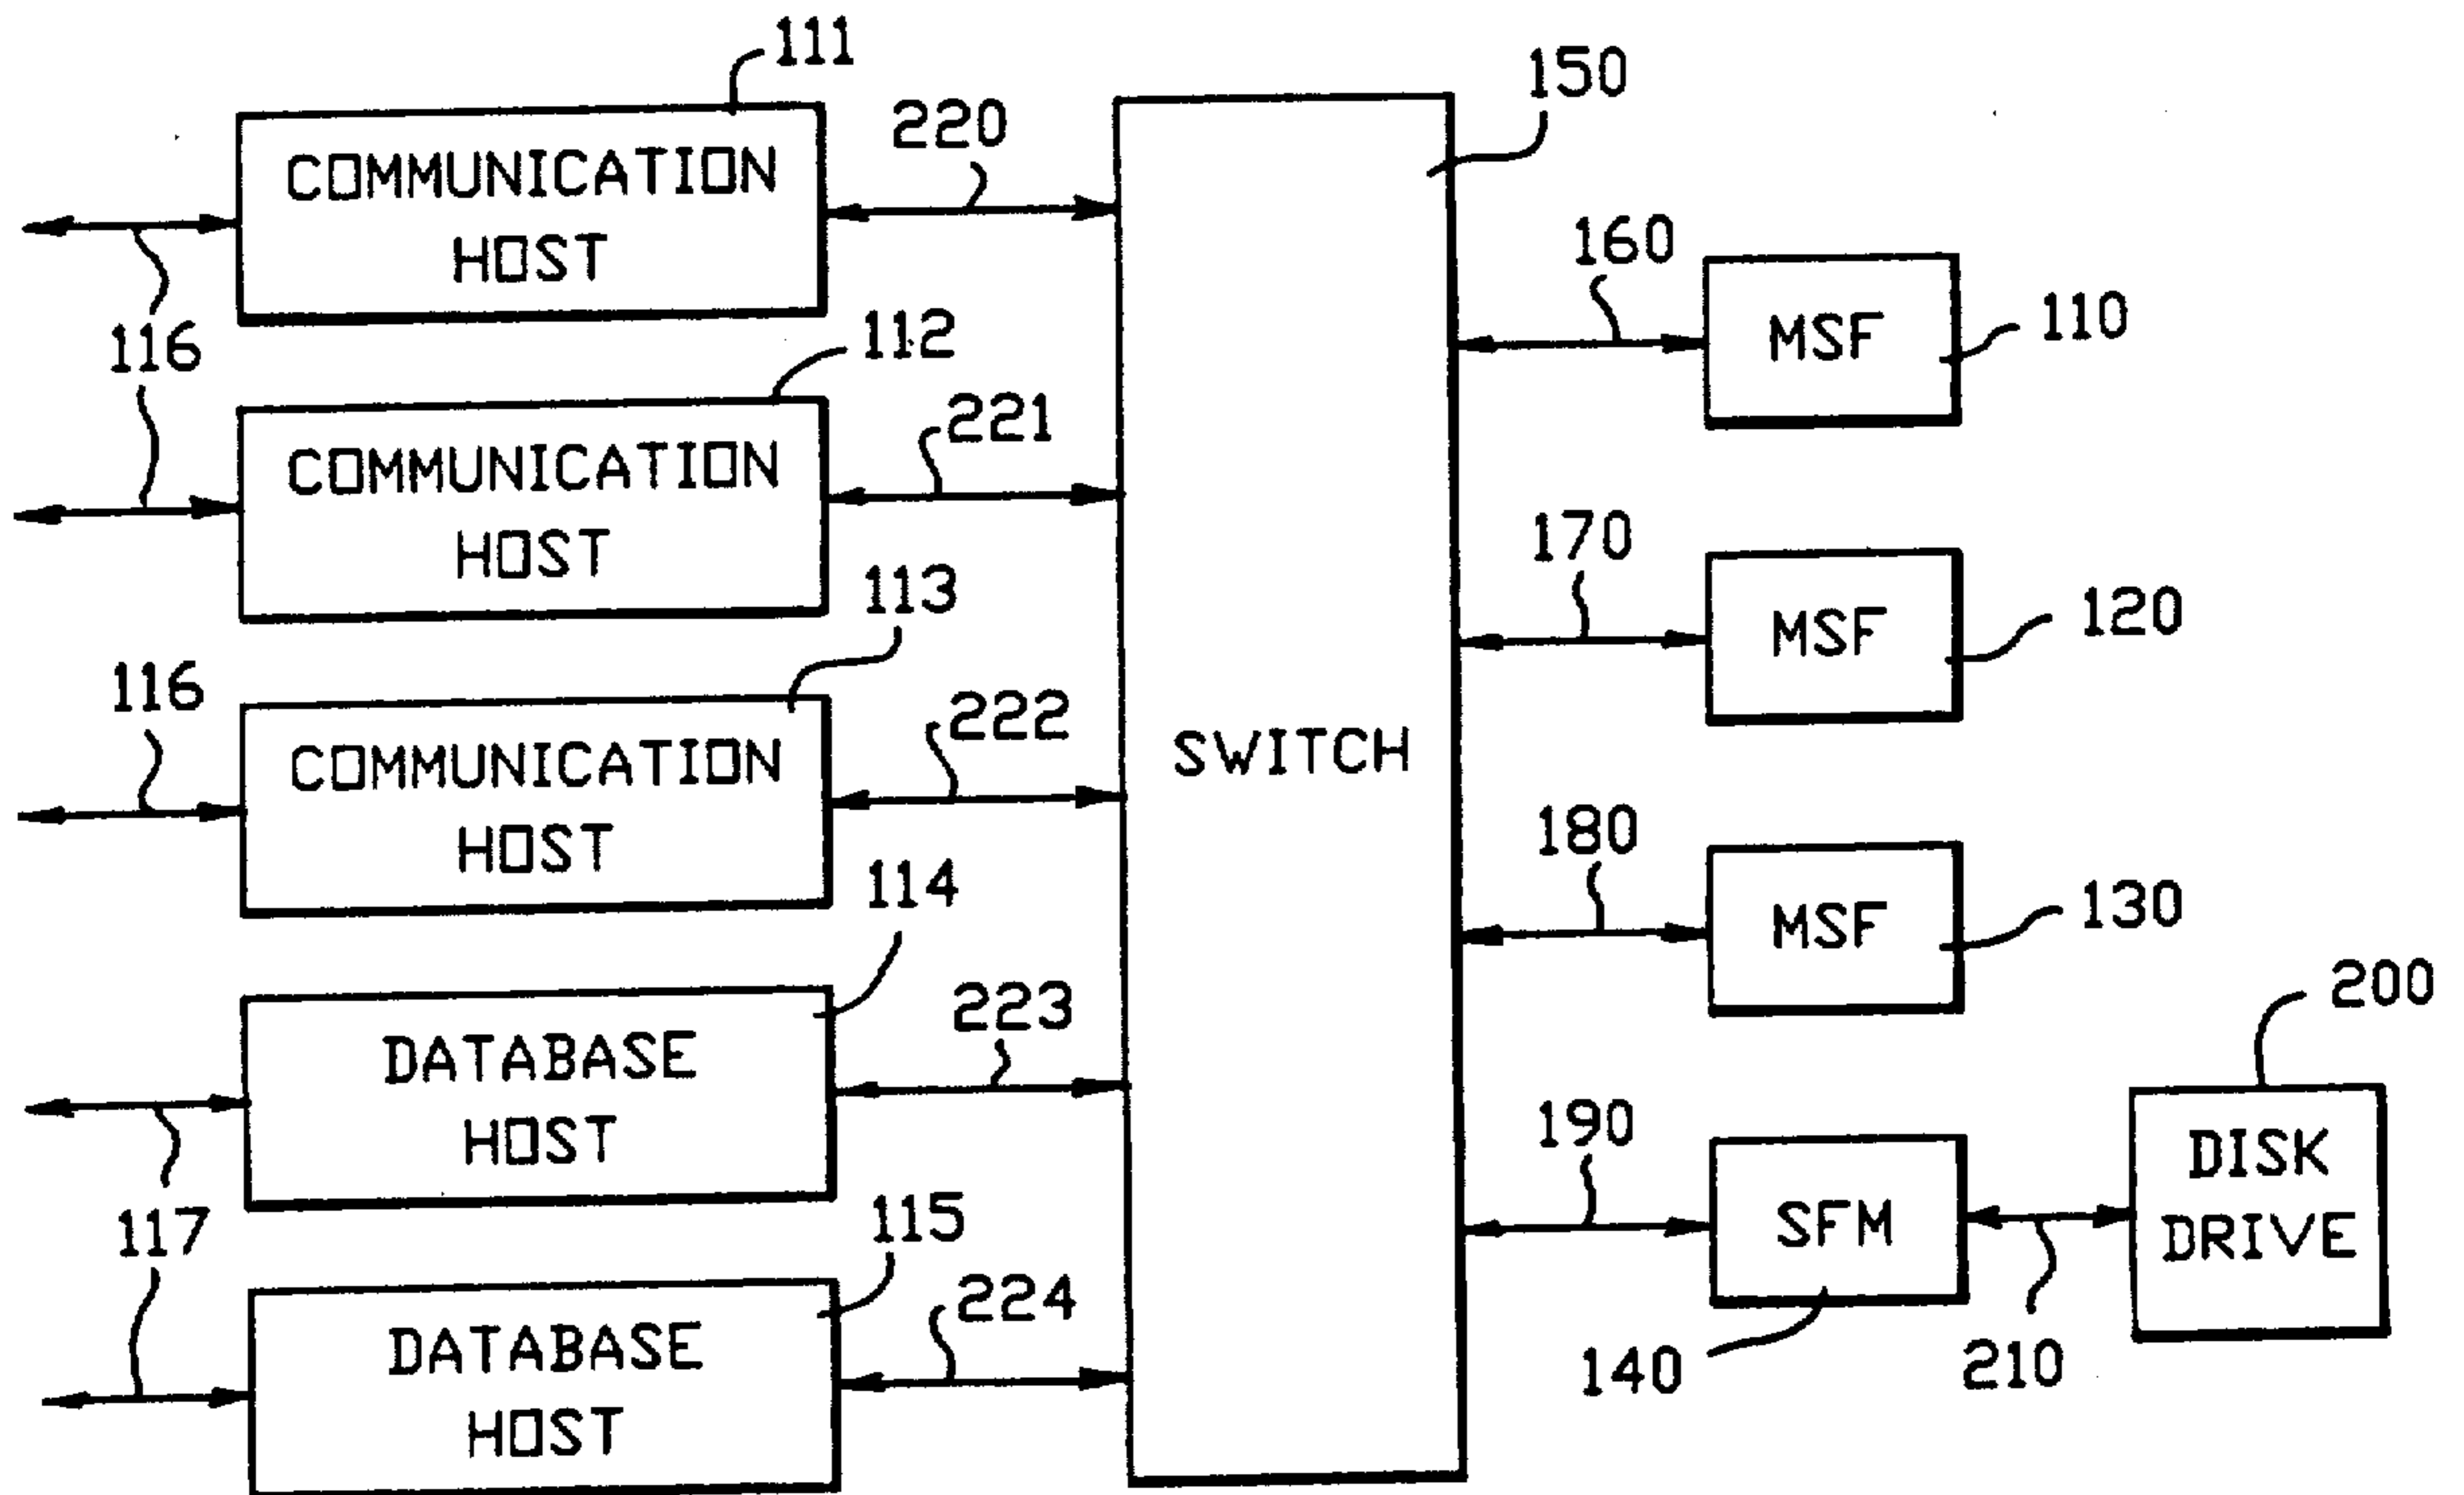 111
COMMUNICATION
HOST
220
150
116
112
COMMUNICATION
HOST
221
160
MSF
110
113
170
MSF
120
116
COMMUNICATION
HOST
222
SWITCH
180
MSF
130
114
DATABASE
HOST
223
200
190
SFM
DISK
DRIVE
117
115
DATABASE
HOST
224
140
210